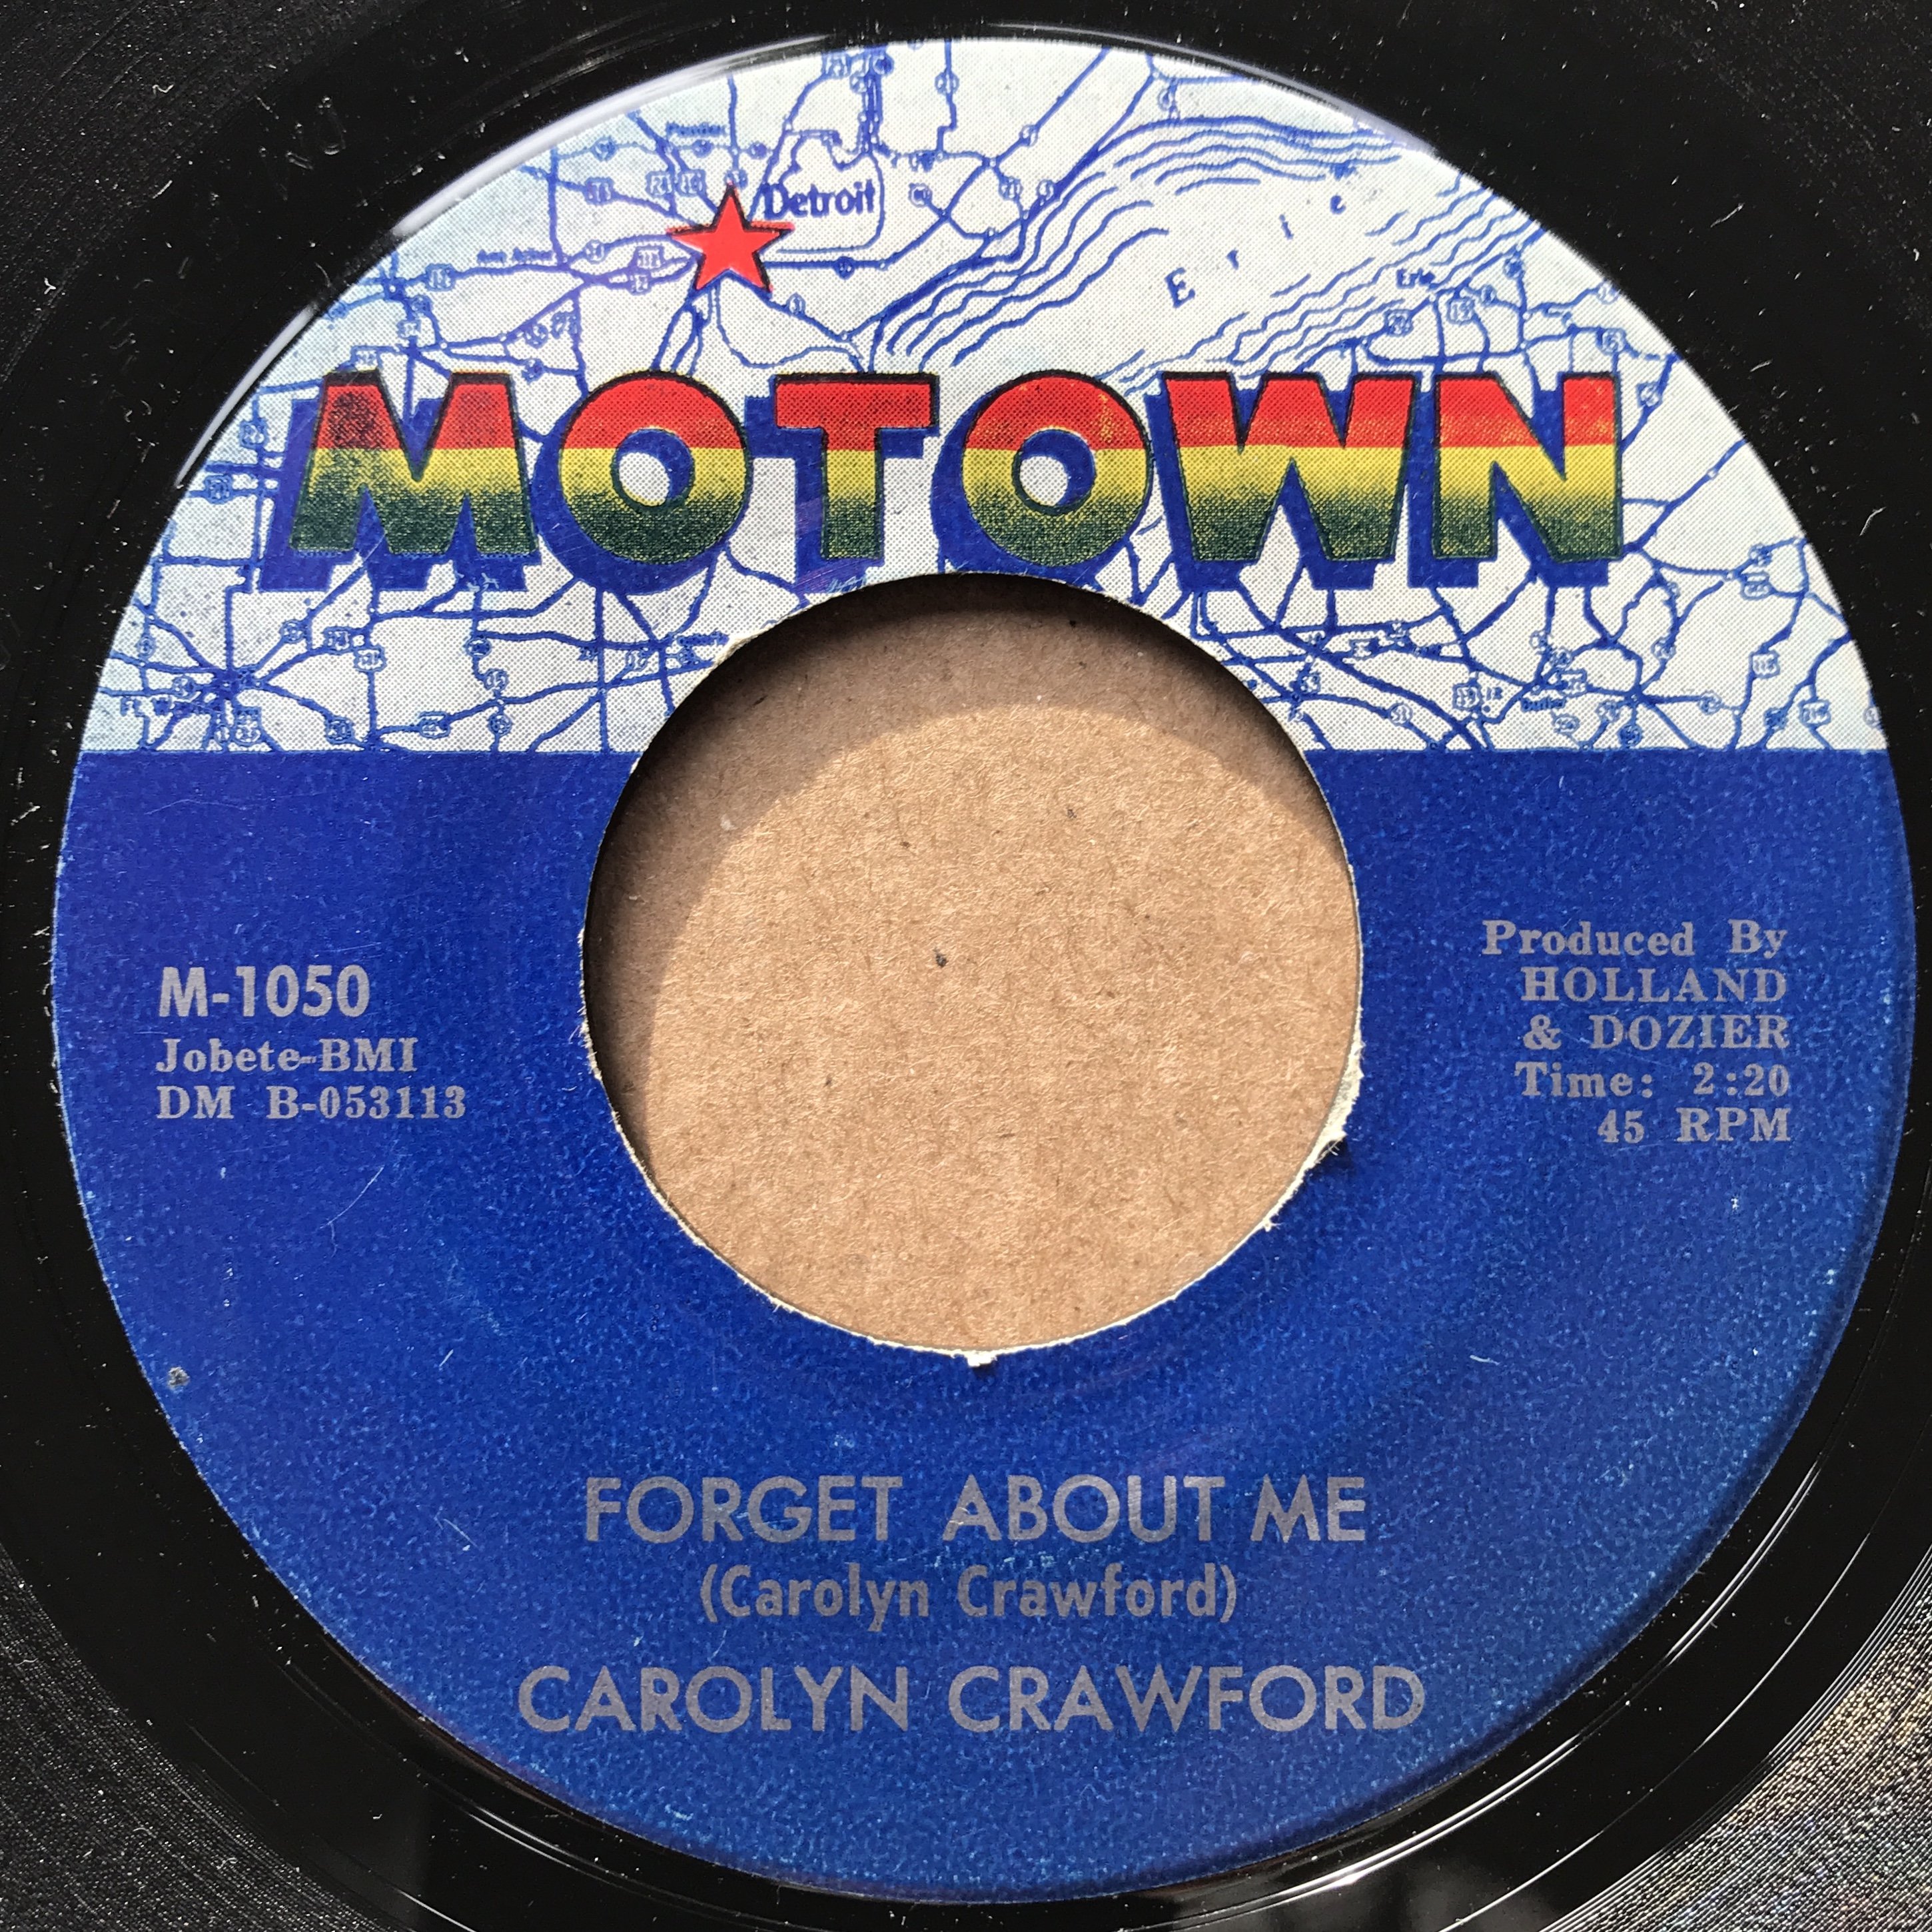 Detroit
E r i e
Erie
MOTOWN
M-1050
Jobete-BMI
DM B-053113
Produced By
HOLLAND
& DOZIER
Time: 2:20
45 RPM
FORGET ABOUT ME
(Carolyn Crawford)
CAROLYN CRAWFORD